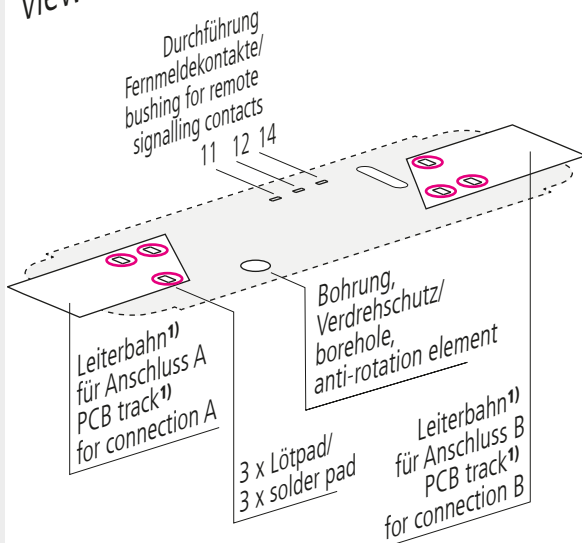 view
Durchführung
Fernmeldekontakte/
bushing for remote
signalling contacts
11 12 14
Bohrung,
Verdrehschutz/
borehole,
anti-rotation element
Leiterbahn¹⁾
für Anschluss A
PCB track¹⁾
for connection A
3 x Lötpad/
3 x solder pad
Leiterbahn¹⁾
für Anschluss B
PCB track¹⁾
for connection B